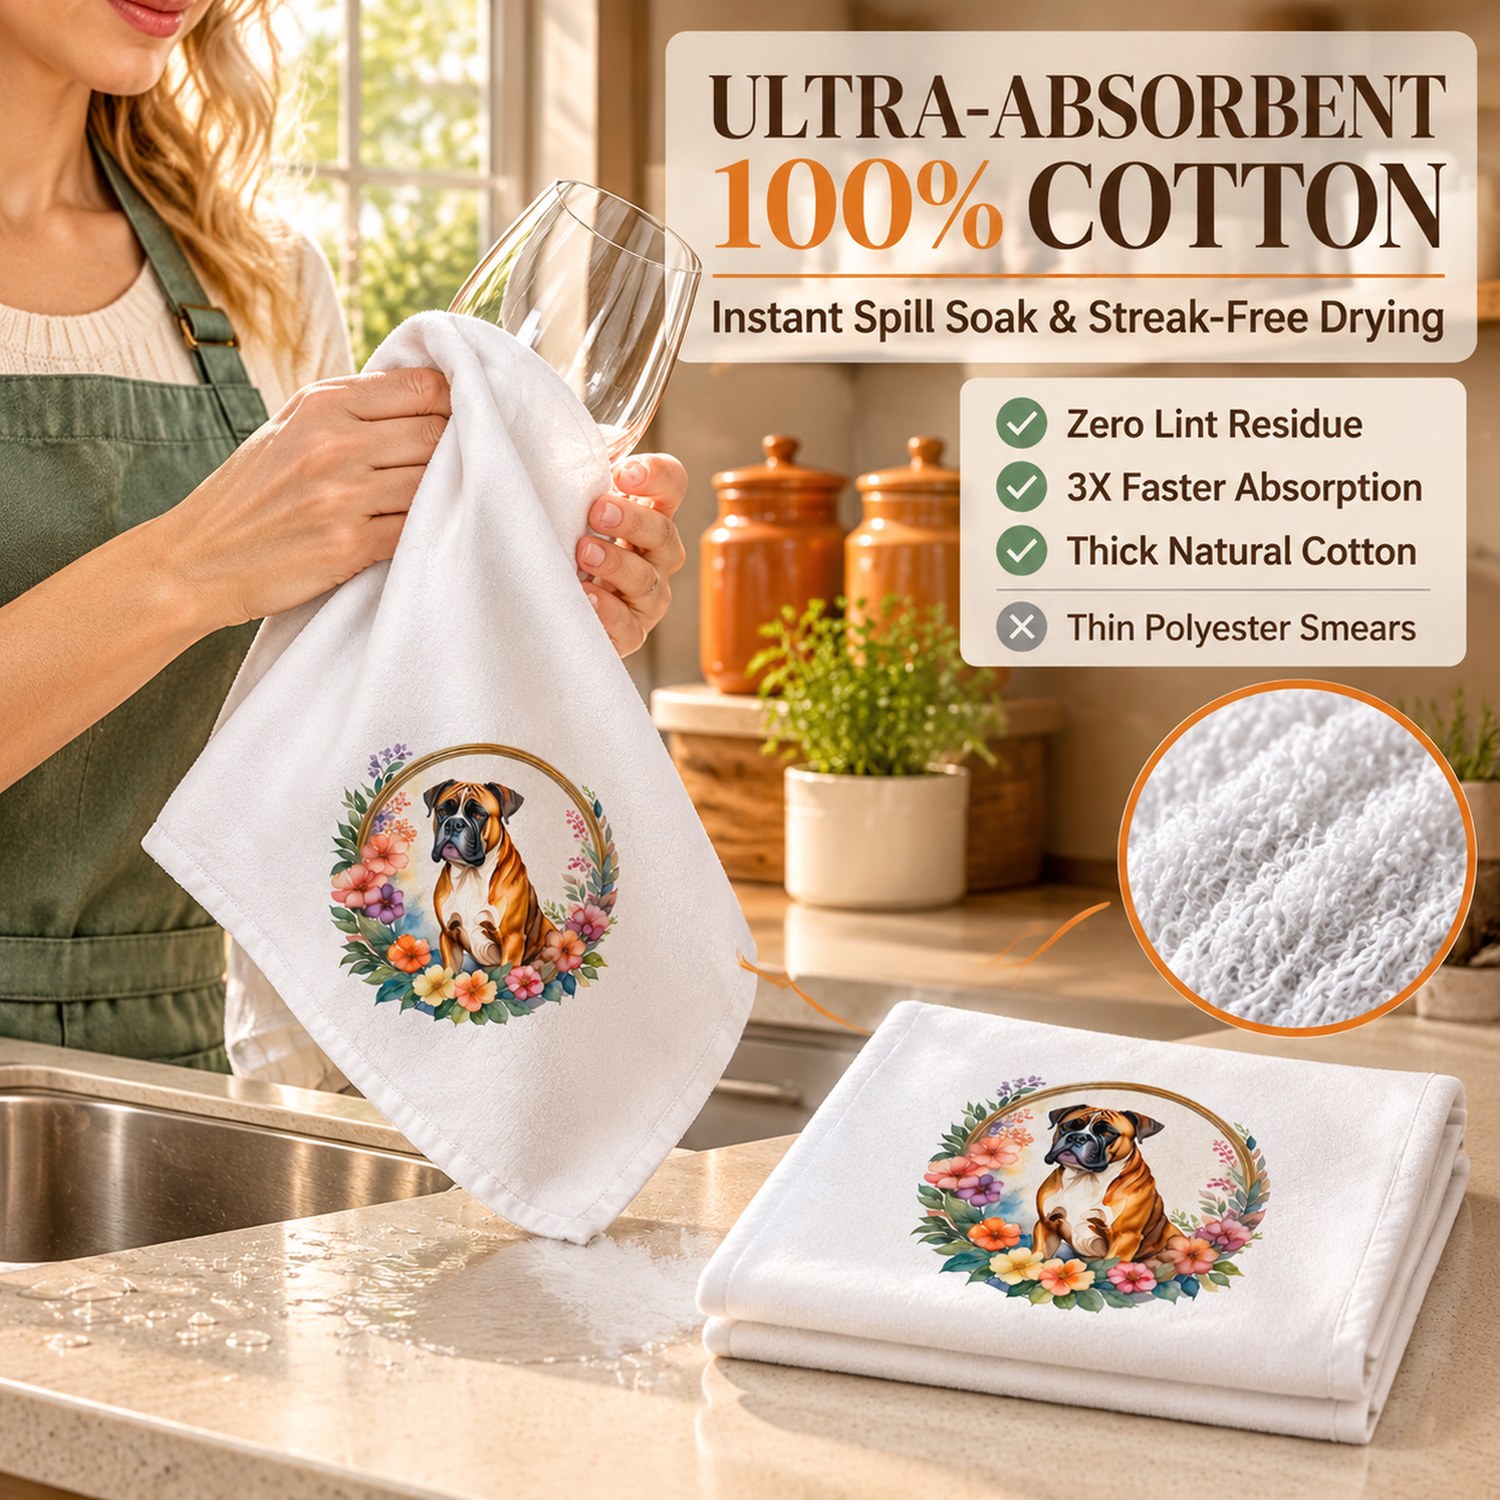 ULTRA-ABSORBENT
100% COTTON
Instant Spill Soak & Streak-Free Drying
Zero Lint Residue
3X Faster Absorption
Thick Natural Cotton
Thin Polyester Smears